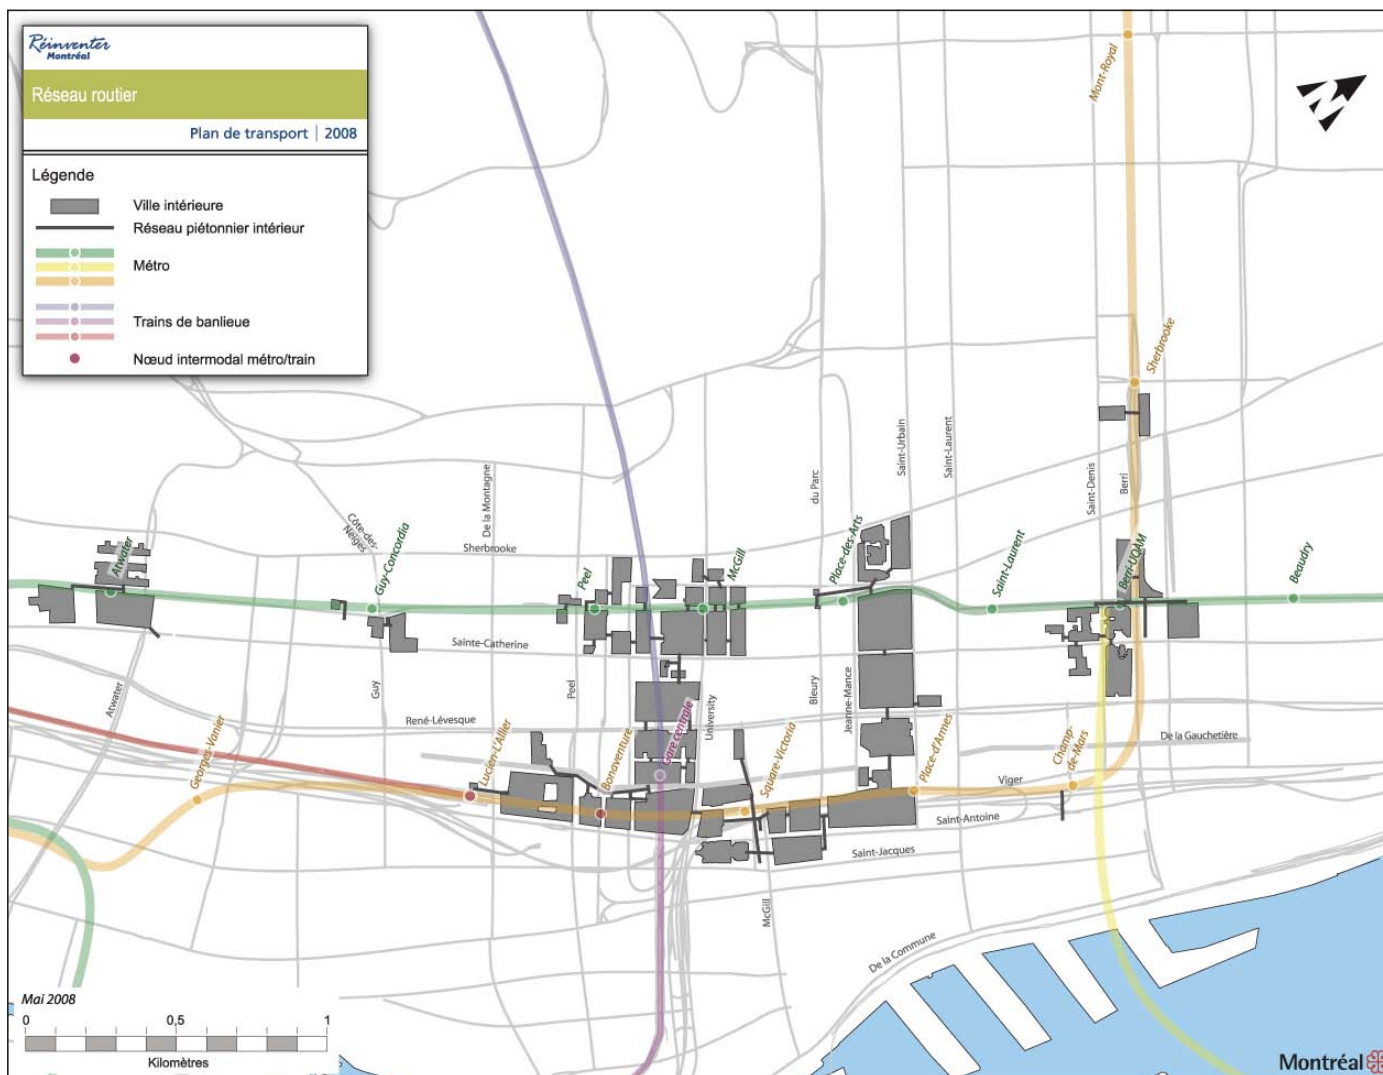 Réinventer
Montréal
Réseau routier
Plan de transport | 2008
Légende
Ville intérieure
Réseau piétonnier intérieur
Métro
Trains de banlieue
Nœud intermodal métro/train
Mont-Royal
Sherbrooke
Saint-Urbain
Saint-Laurent
du Parc
Saint-Denis
Berri
De la Montagne
Côte-des-
Neiges
Sherbrooke
Atwater
Guy-Concordia
Peel
McGill
Place-des-Arts
Saint-Laurent
Berri-UQAM
Beaudry
Sainte-Catherine
Atwater
Guy
Peel
University
Bleury
Jeanne-Mance
René-Lévesque
Georges-Vanier
Lucien-L'Allier
Bonaventure
Gare centrale
Square-Victoria
Place-d'Armes
Champ-
de-Mars
De la Gauchetière
Viger
Saint-Antoine
Saint-Jacques
McGill
De la Commune
Mai 2008
0 0,5 1
Kilomètres
Montréal
N